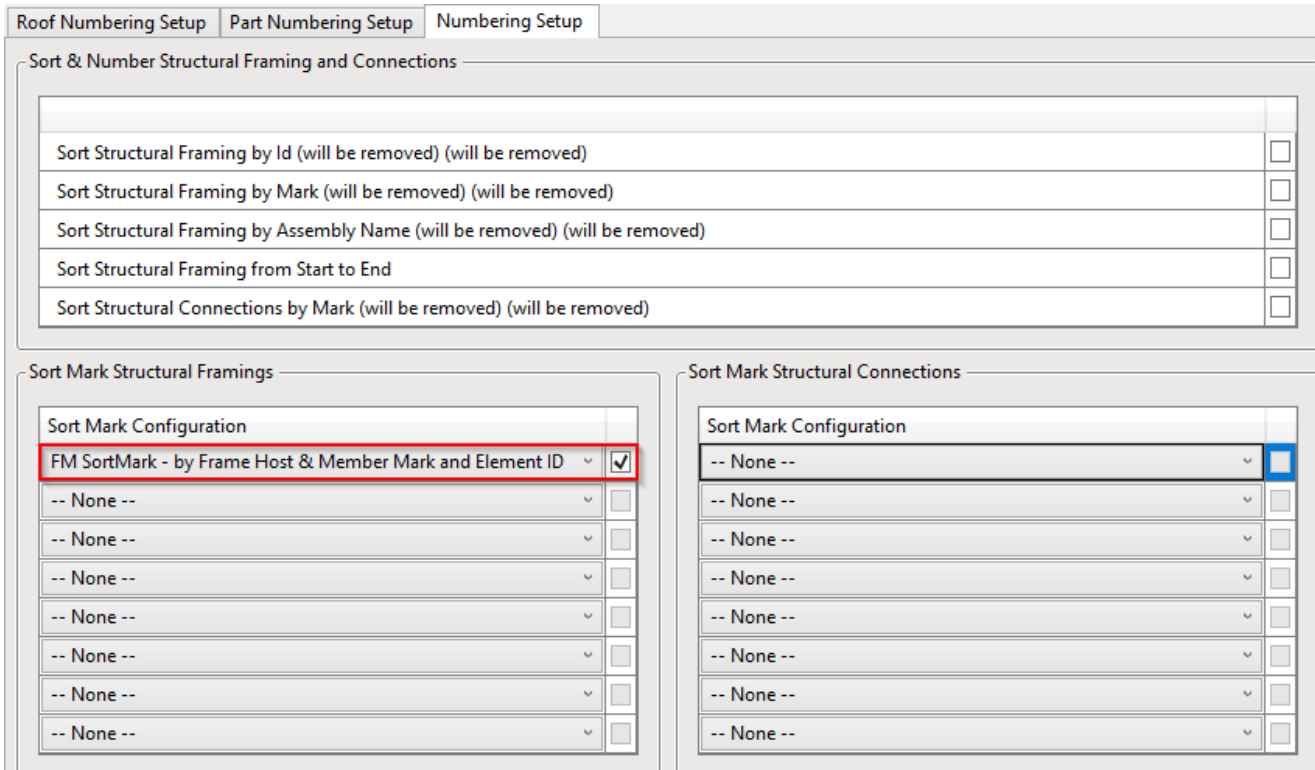 Roof Numbering Setup
Part Numbering Setup
Numbering Setup
Sort & Number Structural Framing and Connections
Sort Structural Framing by Id (will be removed) (will be removed)
Sort Structural Framing by Mark (will be removed) (will be removed)
Sort Structural Framing by Assembly Name (will be removed) (will be removed)
Sort Structural Framing from Start to End
Sort Structural Connections by Mark (will be removed) (will be removed)
Sort Mark Structural Framings
Sort Mark Configuration
FM SortMark - by Frame Host & Member Mark and Element ID
-- None --
-- None --
-- None --
-- None --
-- None --
-- None --
-- None --
Sort Mark Structural Connections
Sort Mark Configuration
-- None --
-- None --
-- None --
-- None --
-- None --
-- None --
-- None --
-- None --